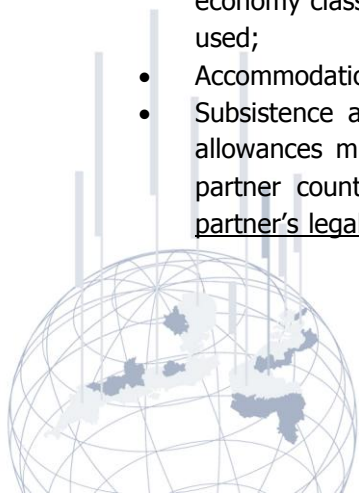 economy class
used;
• Accommodatio
• Subsistence a
allowances m
partner count
partner's legal